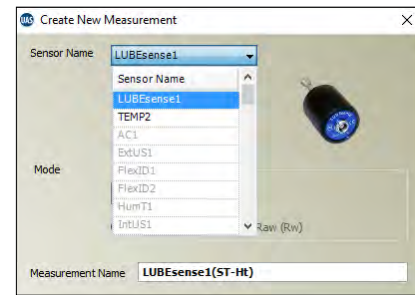 UAS Create New Measurement
Sensor Name LUBEsense1
Sensor Name
LUBEsense1
TEMP2
AC1
ExtUS1
FlexID1
Mode
FlexID2
HumT1
IntUS1
Raw (Rw)
Measurement Name LUBEsense1(ST-Ht)